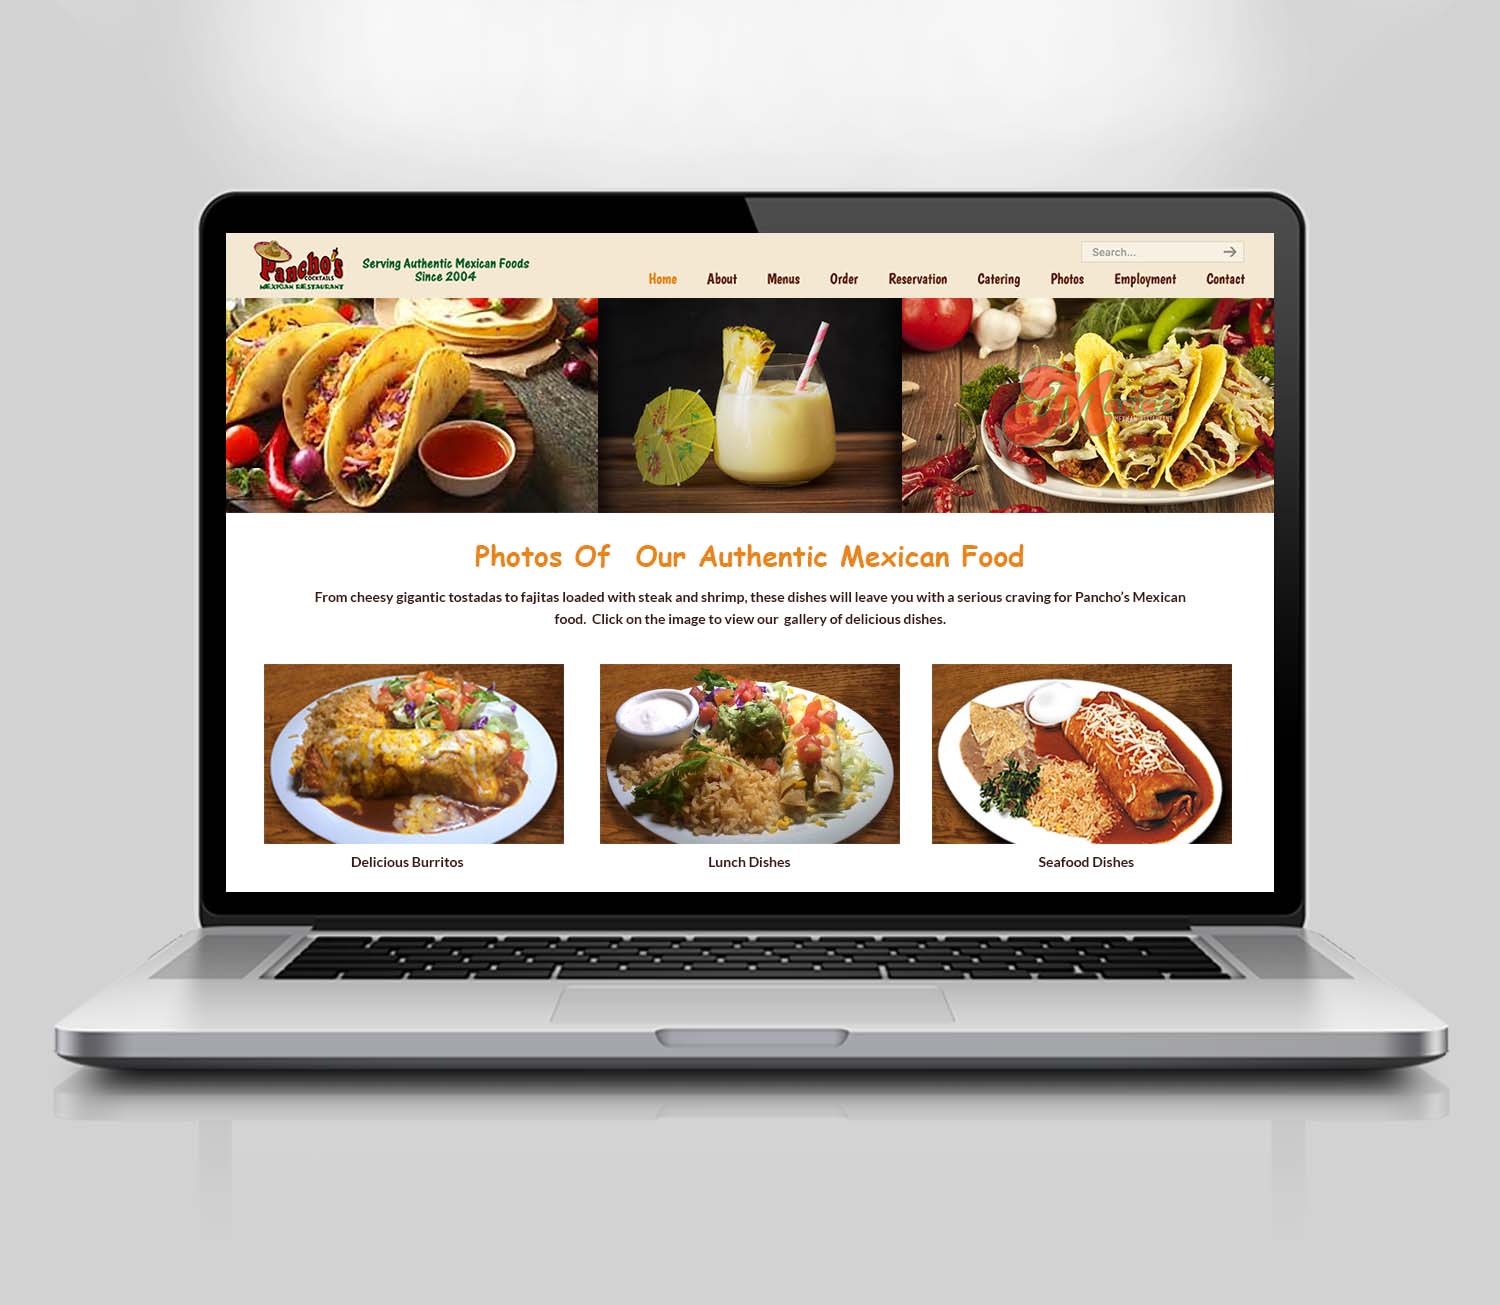 Pancho's
COCKTAILS
MEXICAN RESTAURANT
Serving Authentic Mexican Foods
Since 2004
Search...
Home About Menus Order Reservation Catering Photos Employment Contact
Photos Of Our Authentic Mexican Food
From cheesy gigantic tostadas to fajitas loaded with steak and shrimp, these dishes will leave you with a serious craving for Pancho's Mexican
food. Click on the image to view our gallery of delicious dishes.
Delicious Burritos
Lunch Dishes
Seafood Dishes